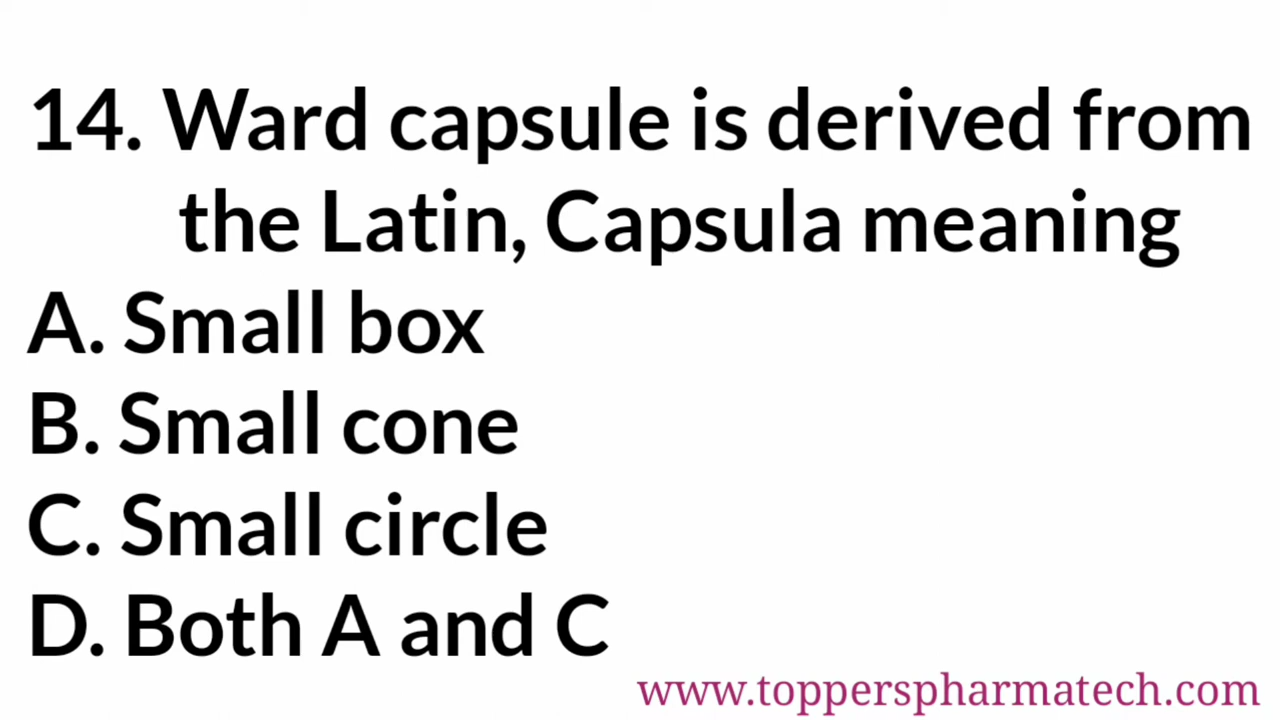 14. Ward capsule is derived from
the Latin, Capsula meaning
A. Small box
B. Small cone
C. Small circle
D. Both A and C
www.topperspharmatech.com